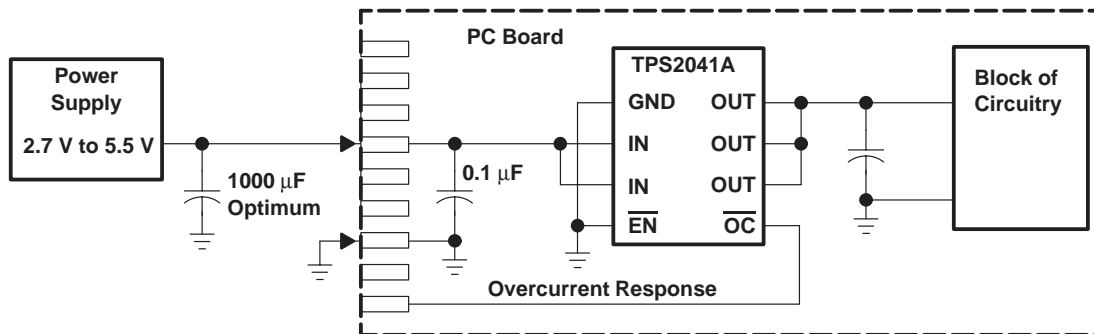 PC Board
Power
Supply
2.7 V to 5.5 V
1000 μF
Optimum
0.1 μF
TPS2041A
GND OUT
IN OUT
IN OUT
EN OC
Block of
Circuitry
Overcurrent Response